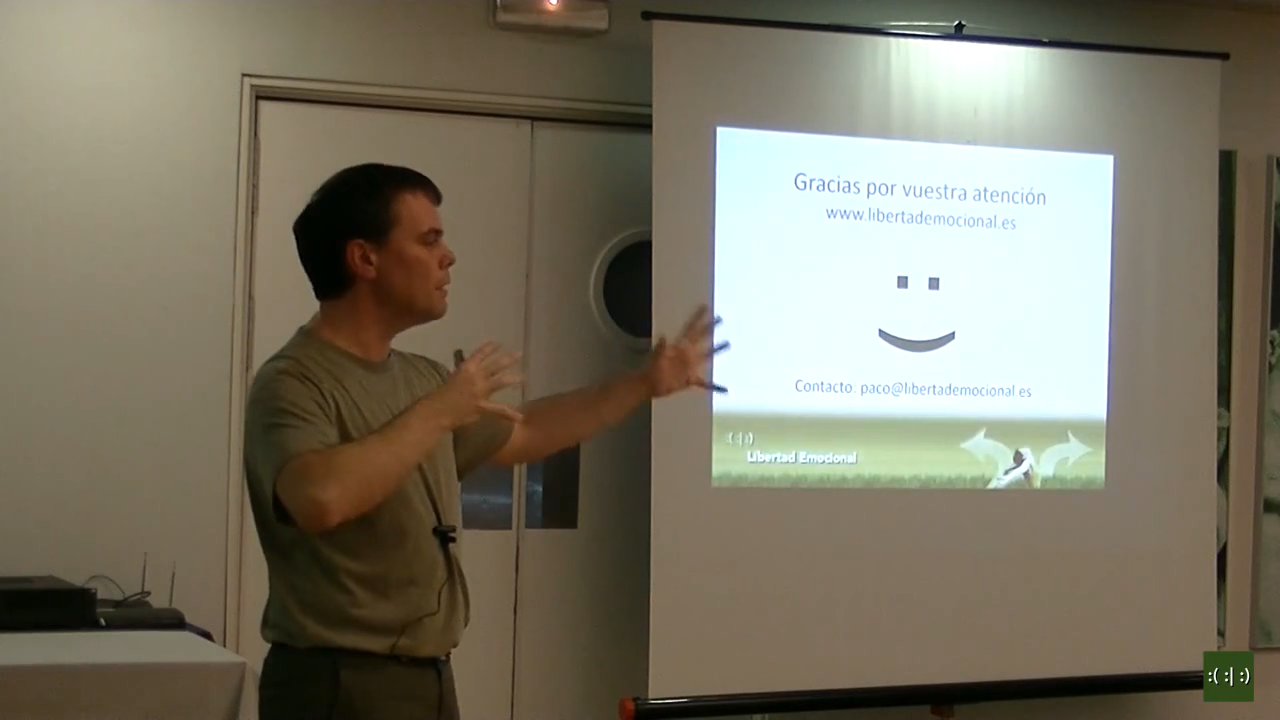 Gracias por vuestra atención
www.libertademocional.es
Contacto: paco@libertademocional.es
:(:|:)
Libertad Emocional
:( :| :)